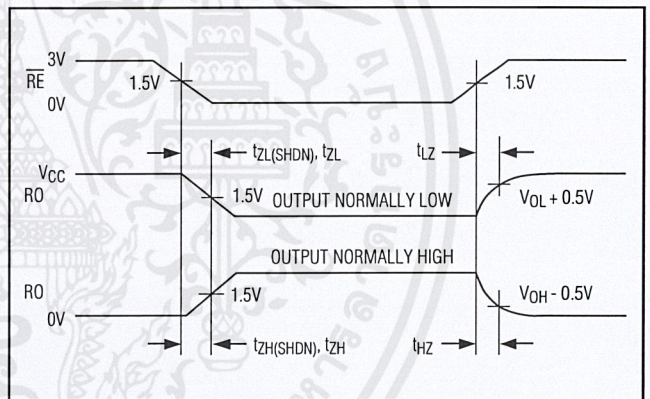 3V
RE
1.5V
1.5V
0V
tZL(SHDN), tZL
tLZ
VCC
RO
1.5V
OUTPUT NORMALLY LOW
VOL + 0.5V
OUTPUT NORMALLY HIGH
RO
1.5V
VOH - 0.5V
0V
tZH(SHDN), tZH
tHZ